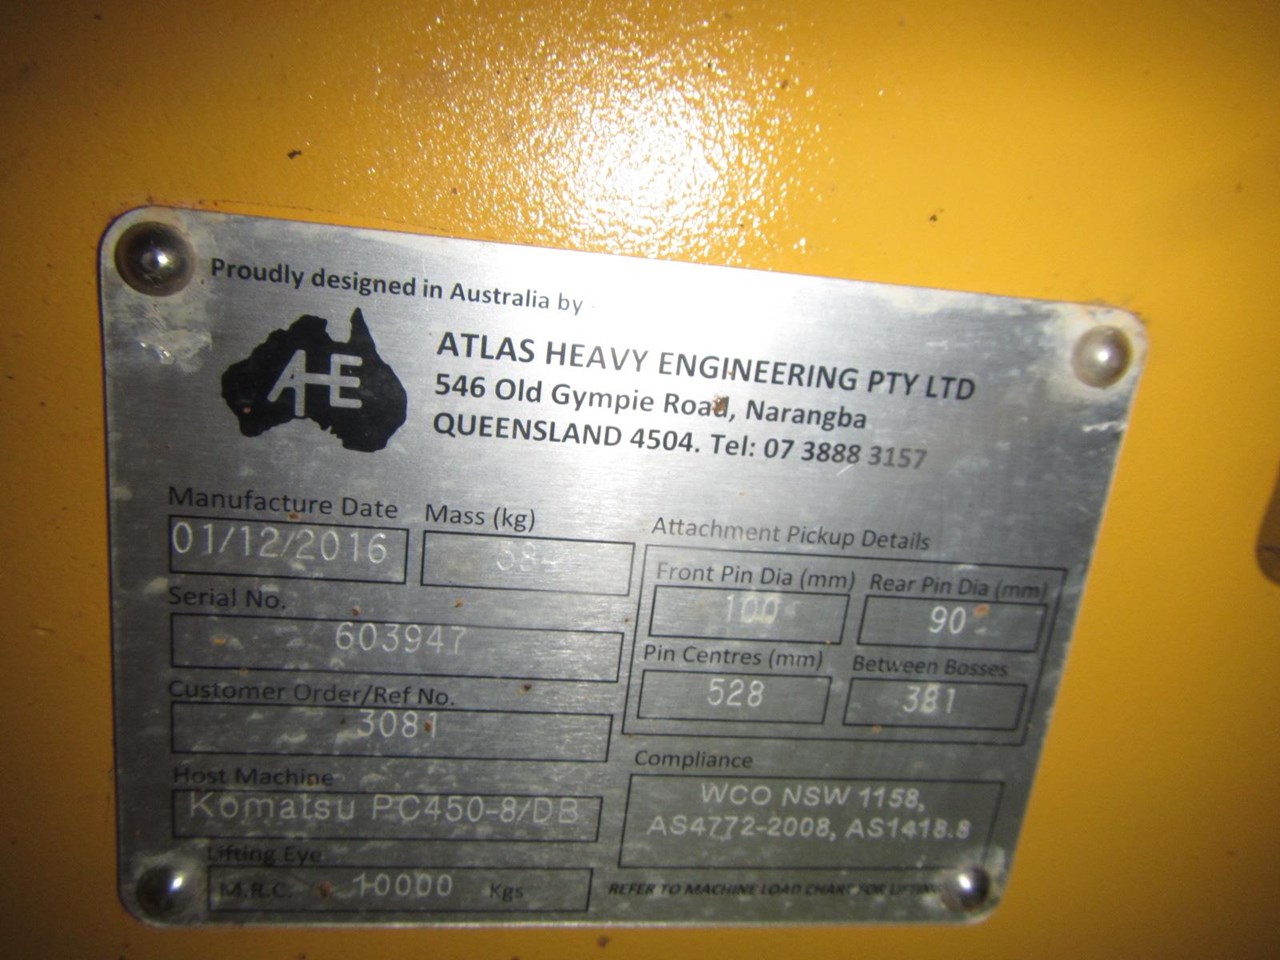 Proudly designed in Australia by
AHE
ATLAS HEAVY ENGINEERING PTY LTD
546 Old Gympie Road, Narangba
QUEENSLAND 4504. Tel: 07 3888 3157
Manufacture Date
01/12/2016
Mass (kg)
Serial No.
603947
Customer Order/Ref No.
3081
Host Machine
Komatsu PC450-8/DB
Lifting Eye
M.R.C. 10000 Kgs
Attachment Pickup Details
Front Pin Dia (mm) Rear Pin Dia (mm)
100 90
Pin Centres (mm) Between Bosses
528 381
Compliance
WCO NSW 1158,
AS4772-2008, AS1418.8
REFER TO MACHINE LOAD CHART FOR LIFTING